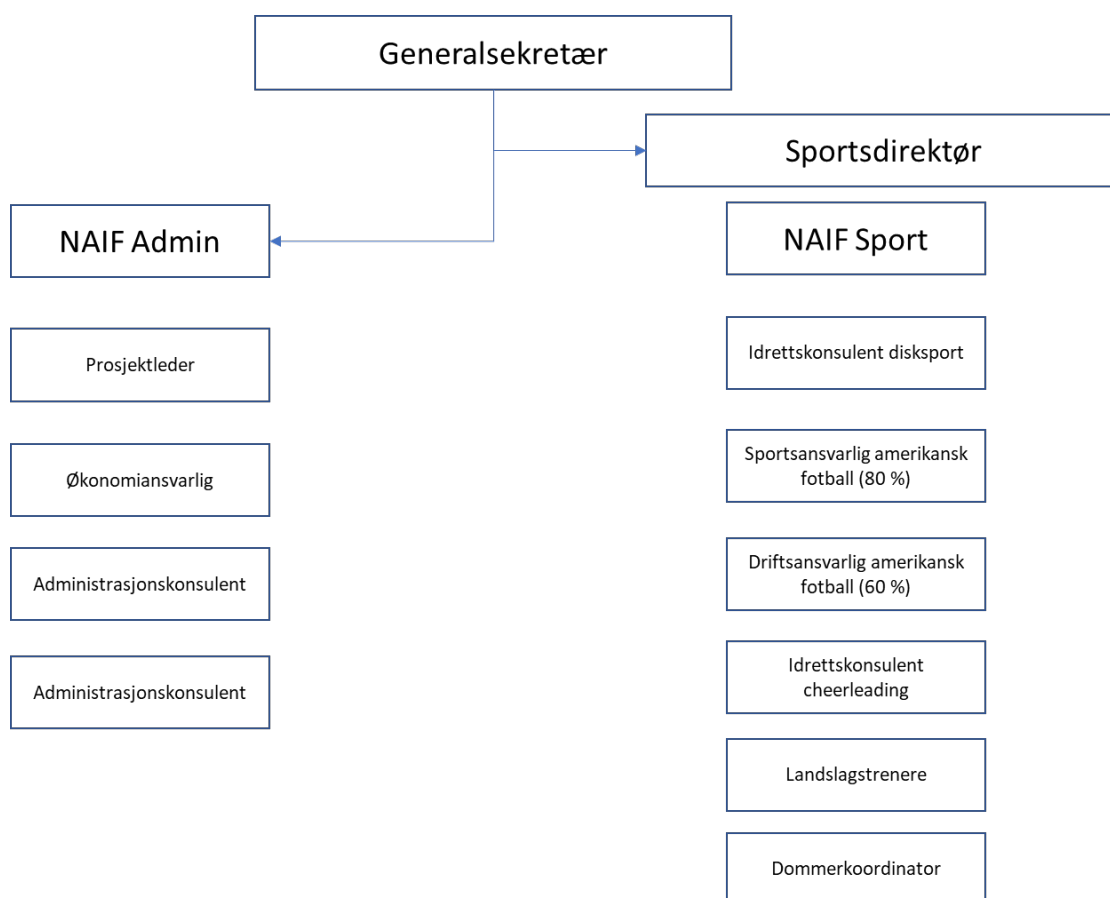 Generalsekretær
Sportsdirektør
NAIF Admin
NAIF Sport
Prosjektleder
Idrettskonsulent disksport
Økonomiansvarlig
Sportsansvarlig amerikansk
fotball (80 %)
Administrasjonskonsulent
Driftsansvarlig amerikansk
fotball (60 %)
Administrasjonskonsulent
Idrettskonsulent
cheerleading
Landslagstrenere
Dommerkoordinator